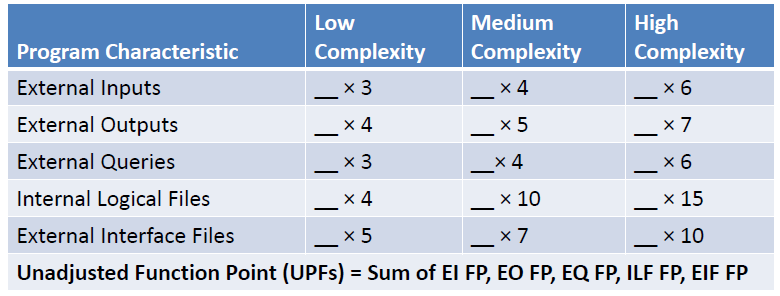 Program Characteristic Low Complexity Medium Complexity High Complexity
External Inputs __ × 3 __ × 4 __ × 6
External Outputs __ × 4 __ × 5 __ × 7
External Queries __ × 3 __× 4 __ × 6
Internal Logical Files __ × 4 __ × 10 __ × 15
External Interface Files __ × 5 __ × 7 __ × 10
Unadjusted Function Point (UPFs) = Sum of EI FP, EO FP, EQ FP, ILF FP, EIF FP